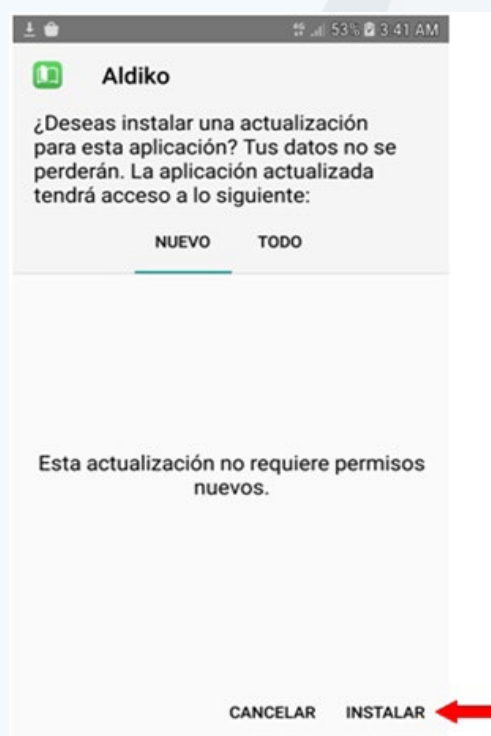 53% 3:41 AM
Aldiko
¿Deseas instalar una actualización
para esta aplicación? Tus datos no se
perderán. La aplicación actualizada
tendrá acceso a lo siguiente:
NUEVO TODO
Esta actualización no requiere permisos
nuevos.
CANCELAR INSTALAR